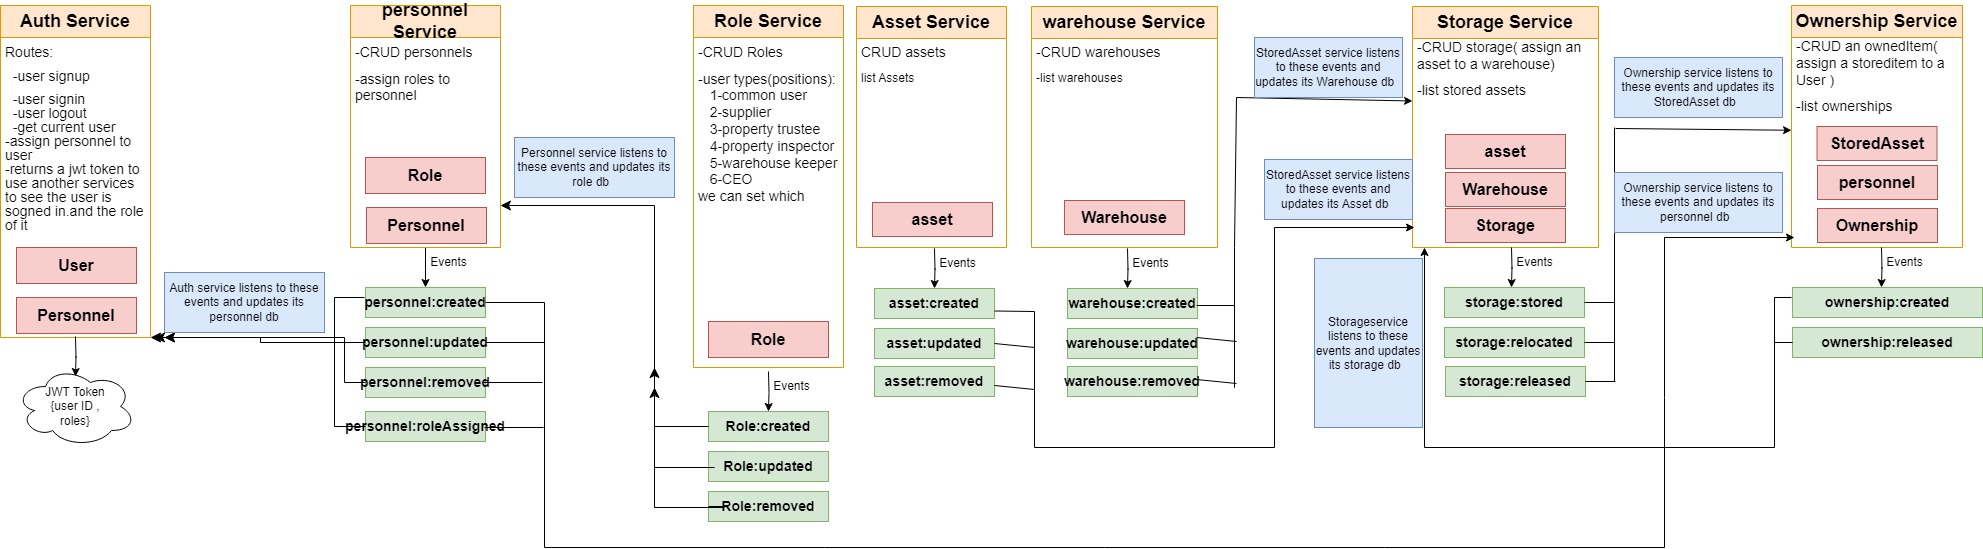 Auth Service
Routes:
-user signup
-user signin
-user logout
-get current user
-assign personnel to
user
-returns a jwt token to
use another services
to see the user is
sogned in.and the role
of it
User
Personnel
JWT Token
{user ID ,
roles}
Auth service listens to these
events and updates its
personnel db
personnel
Service
-CRUD personnels
-assign roles to
personnel
Role
Personnel
Events
personnel:created
personnel:updated
personnel:removed
personnel:roleAssigned
Personnel service listens to
these events and updates its
role db
Role Service
-CRUD Roles
-user types(positions):
1-common user
2-supplier
3-property trustee
4-property inspector
5-warehouse keeper
6-CEO
we can set which
Role
Events
Role:created
Role:updated
Role:removed
Asset Service
CRUD assets
list Assets
asset
Events
asset:created
asset:updated
asset:removed
warehouse Service
-CRUD warehouses
-list warehouses
Warehouse
Events
warehouse:created
warehouse:updated
warehouse:removed
StoredAsset service listens
to these events and
updates its Warehouse db
StoredAsset service listens
to these events and
updates its Asset db
Storageservice
listens to these
events and updates
its storage db
Storage Service
-CRUD storage( assign an
asset to a warehouse)
-list stored assets
asset
Warehouse
Storage
Events
storage:stored
storage:relocated
storage:released
Ownership service listens to
these events and updates its
StoredAsset db
Ownership service listens to
these events and updates its
personnel db
Ownership Service
-CRUD an ownedItem(
assign a storeditem to a
User )
-list ownerships
StoredAsset
personnel
Ownership
Events
ownership:created
ownership:released